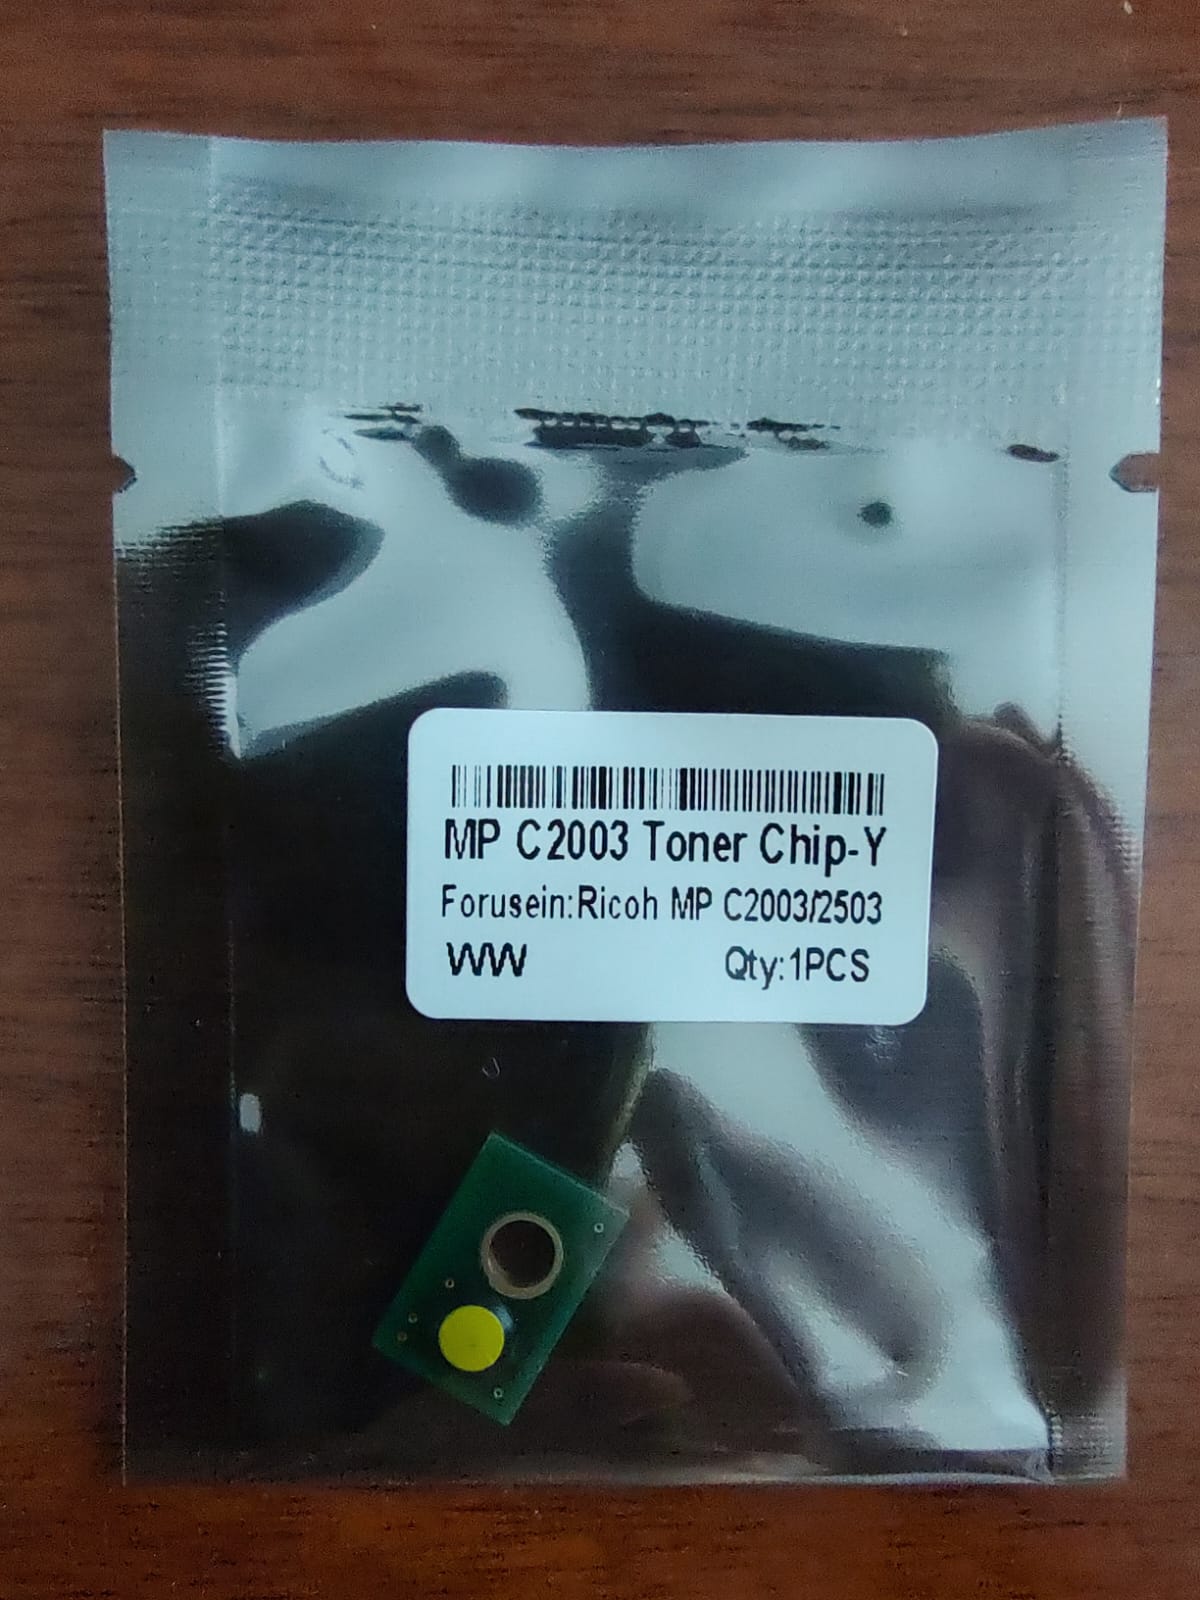 MP C2003 Toner Chip-Y
Forusein:Ricoh MP C2003/2503
WW Qty:1PCS